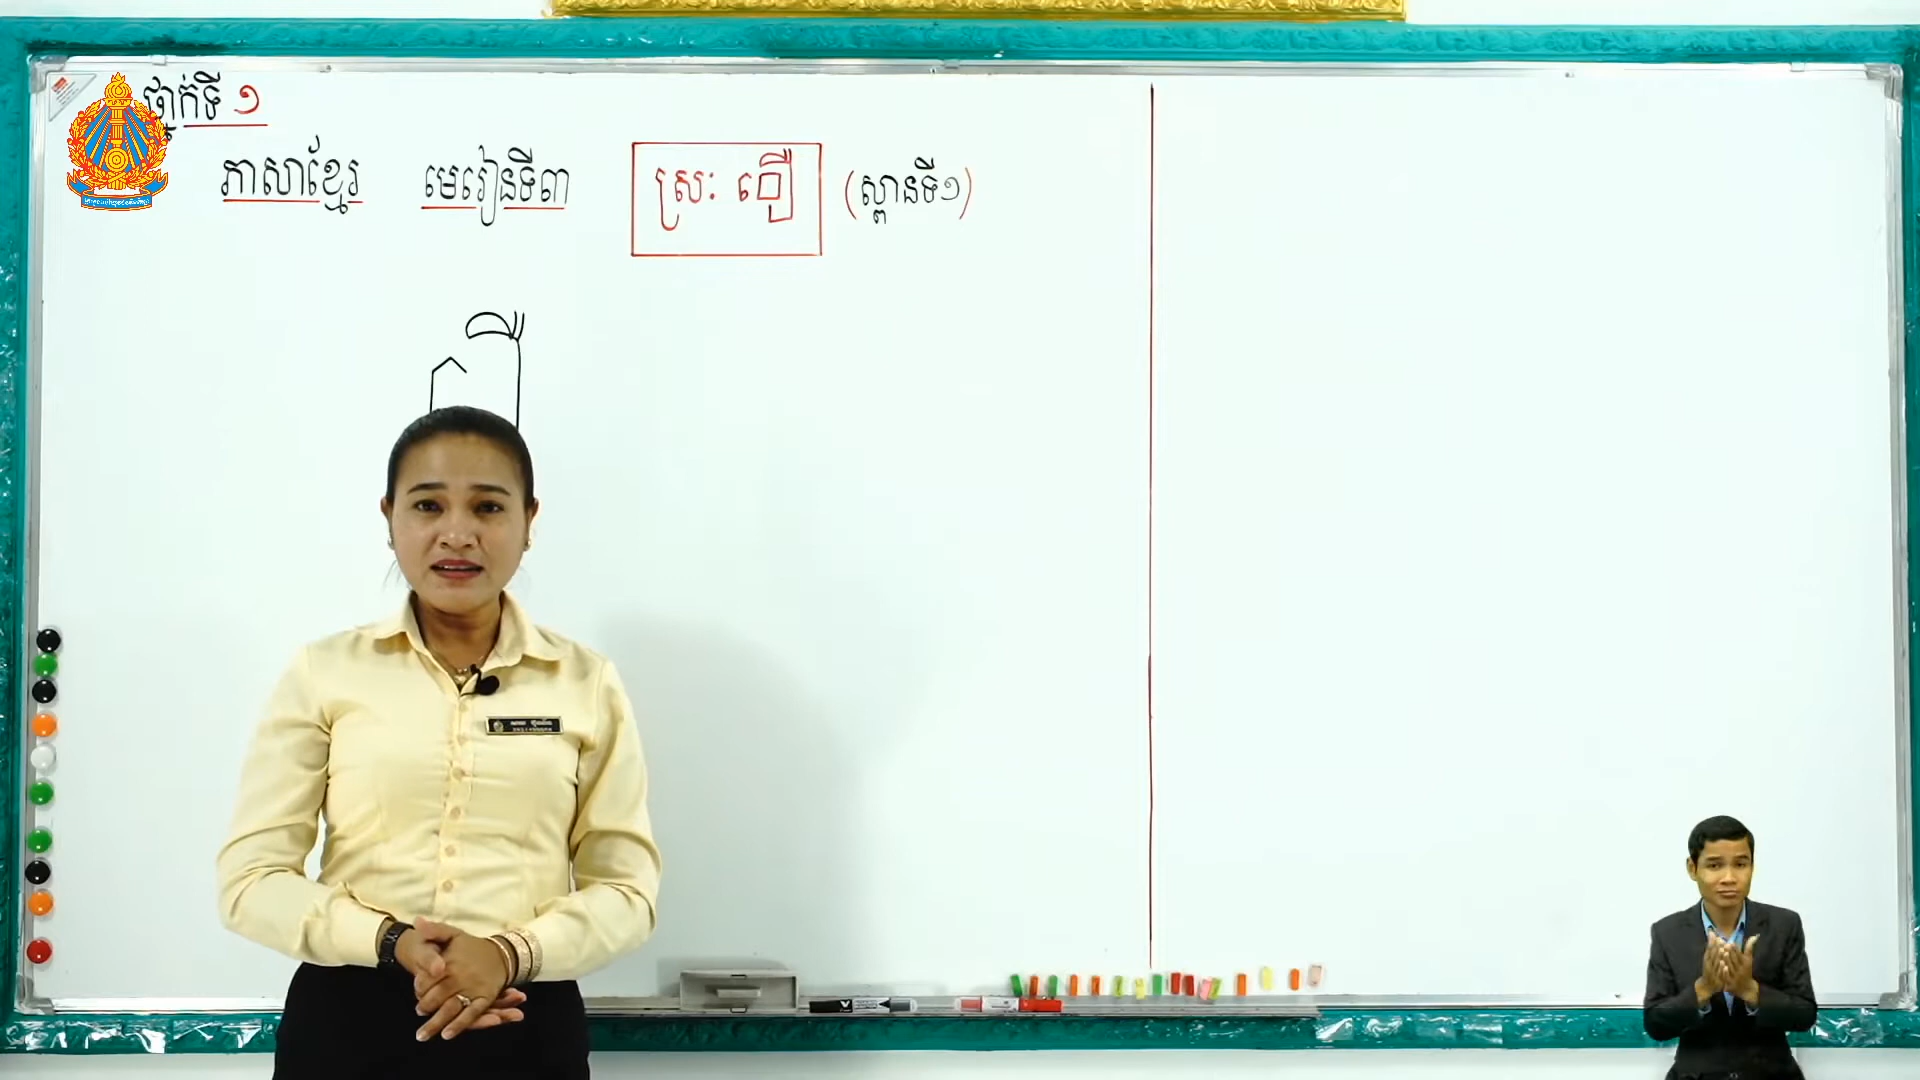 ថ្នាក់ទី ១
ភាសាខ្មែរ មេរៀនទី៣ ស្រៈ ឿ (ស្ពានទី១)